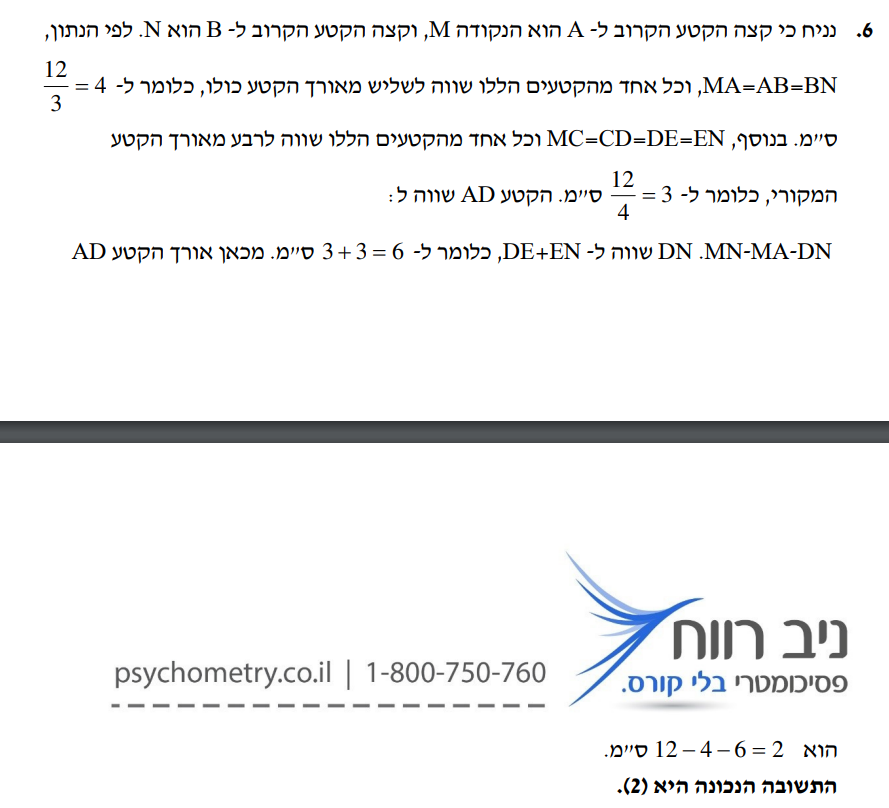 6. נניח כי קצה הקטע הקרוב ל- A הוא הנקודה M, וקצה הקטע הקרוב ל- B הוא N. לפי הנתון,
MA=AB=BN, וכל אחד מהקטעים הללו שווה לשליש מאורך הקטע כולו, כלומר ל- 12/3 = 4
ס״מ. בנוסף, MC=CD=DE=EN וכל אחד מהקטעים הללו שווה לרבע מאורך הקטע
המקורי, כלומר ל- 12/4 = 3 ס״מ. הקטע AD שווה ל:
MN-MA-DN. DN שווה ל- DE+EN, כלומר ל- 3+3=6 ס״מ. מכאן אורך הקטע AD
ניב רווח
פסיכומטרי בלי קורס.
psychometry.co.il | 1-800-750-760
הוא 12−4−6=2 ס״מ.
התשובה הנכונה היא (2).